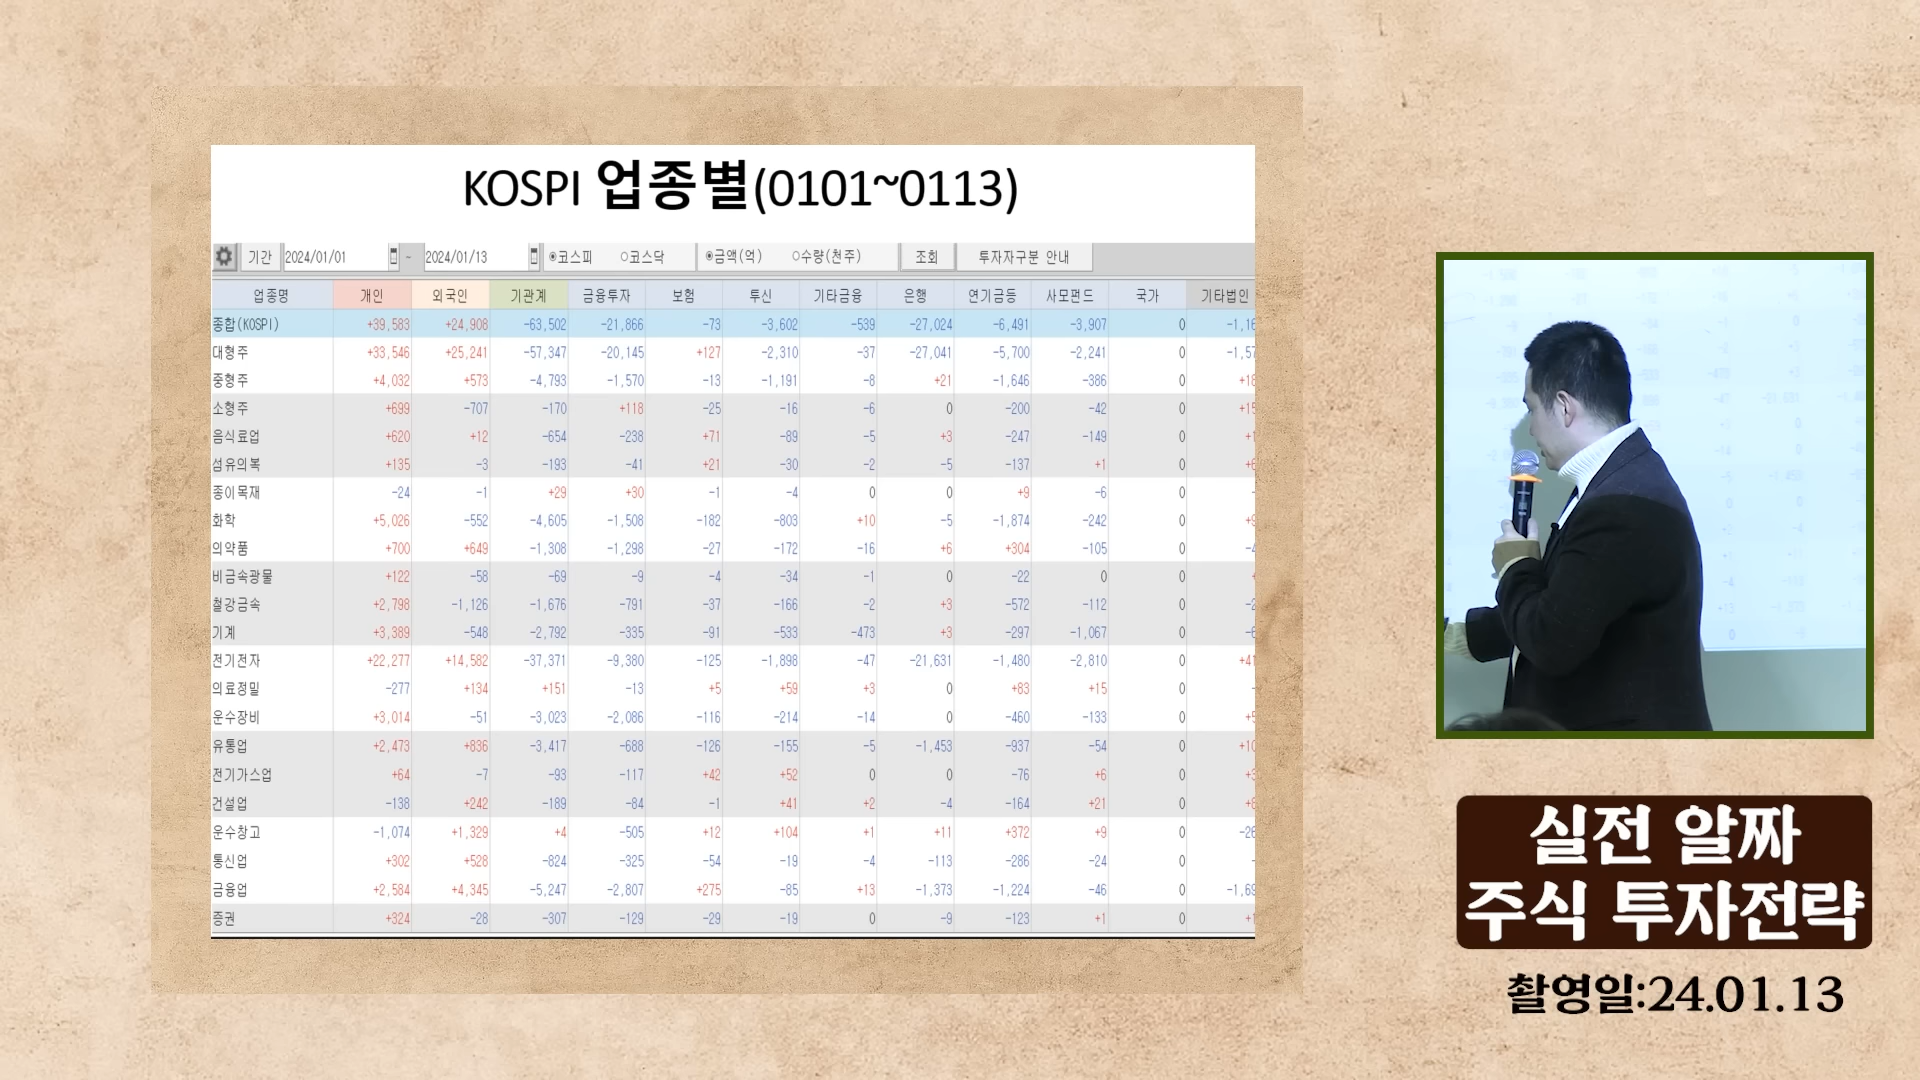 KOSPI 업종별(0101~0113)
기간 2024/01/01 ~ 2024/01/13 코스피 코스닥 금액(억) 수량(천주) 조회 투자자구분 안내
업종명 개인 외국인 기관계 금융투자 보험 투신 기타금융 은행 연기금등 사모펀드 국가 기타법인
종합(KOSPI) +39,583 +24,908 -63,502 -21,866 -73 -3,602 -539 -27,024 -6,491 -3,907 0
대형주 +33,546 +25,241 -57,347 -20,145 +127 -2,310 -37 -27,041 -5,700 -2,241 0
중형주 +4,032 +573 -4,793 -1,570 -13 -1,191 -8 +21 -1,646 -386 0
소형주 +699 -707 -170 +118 -25 -16 -6 0 -200 -42 0
음식료업 +620 +12 -654 -238 +71 -89 -5 +3 -247 -149 0
섬유의복 +135 -3 -193 -41 +21 -30 -2 -5 -137 +1 0
종이목재 -24 -1 +29 +30 -1 -4 0 0 +9 -6 0
화학 +5,026 -552 -4,605 -1,508 -182 -803 +10 -5 -1,874 -242 0
의약품 +700 +649 -1,308 -1,298 -27 -172 -16 +6 +304 -105 0
비금속광물 +122 -58 -69 -9 -4 -34 -1 0 -22 0 0
철강금속 +2,798 -1,126 -1,676 -791 -37 -166 -2 +3 -572 -112 0
기계 +3,389 -548 -2,792 -335 -91 -533 -473 +3 -297 -1,067 0
전기전자 +22,277 +14,582 -37,371 -9,380 -125 -1,898 -47 -21,631 -1,480 -2,810 0
의료정밀 -277 +134 +151 -13 +5 +59 +3 0 +83 +15 0
운수장비 +3,014 -51 -3,023 -2,086 -116 -214 -14 0 -460 -133 0
유통업 +2,473 +836 -3,417 -688 -126 -155 -5 -1,453 -937 -54 0
전기가스업 +64 -7 -93 -117 +42 +52 0 0 -76 +6 0
건설업 -138 +242 -189 -84 -1 +41 +2 -4 -164 +21 0
운수창고 -1,074 +1,329 +4 -505 +12 +104 +1 +11 +372 +9 0
통신업 +302 +528 -824 -325 -54 -19 -4 -113 -286 -24 0
금융업 +2,584 +4,345 -5,247 -2,807 +275 -85 +13 -1,373 -1,224 -46 0
증권 +324 -28 -307 -129 -29 -19 0 -9 -123 +1 0
실전 알짜
주식 투자전략
촬영일:24.01.13